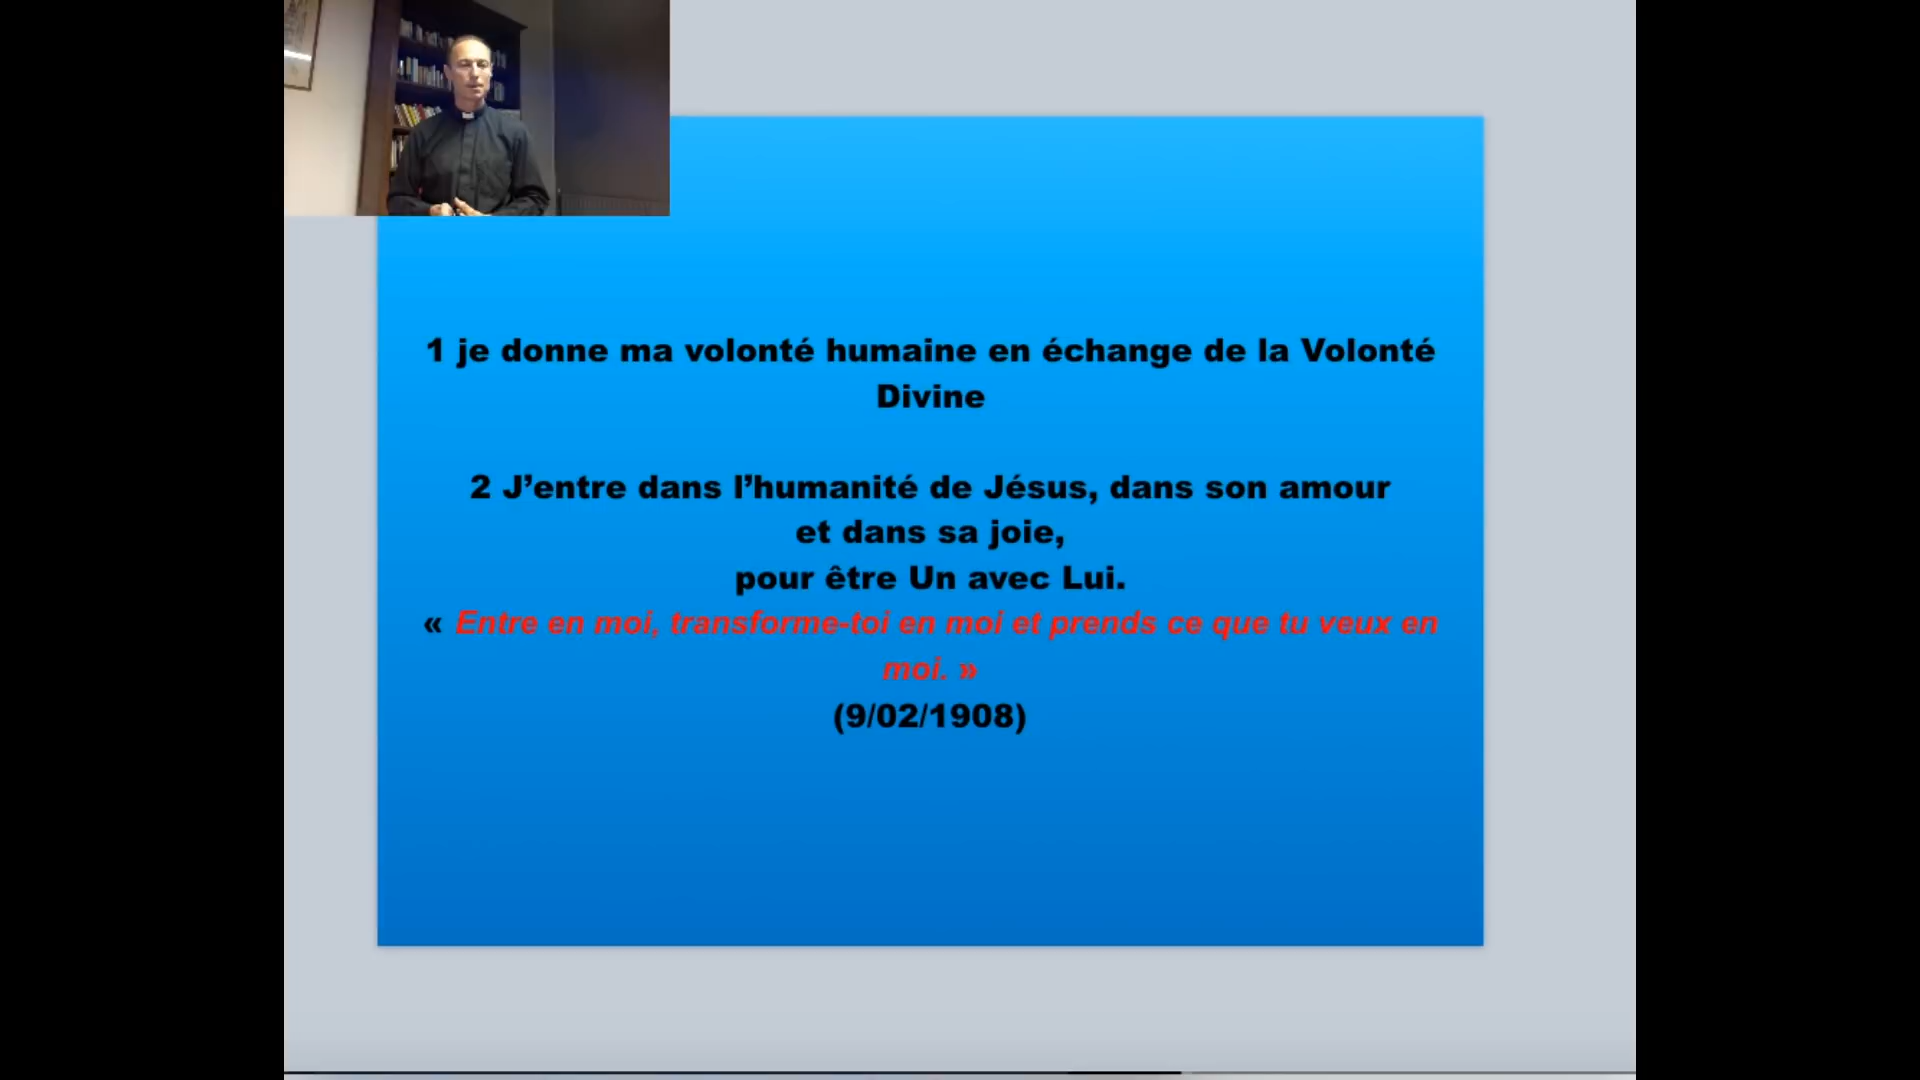 1 je donne ma volonté humaine en échange de la Volonté
Divine
2 J’entre dans l’humanité de Jésus, dans son amour
et dans sa joie,
pour être Un avec Lui.
« Entre en moi, transforme-toi en moi et prends ce que tu veux en
moi. »
(9/02/1908)